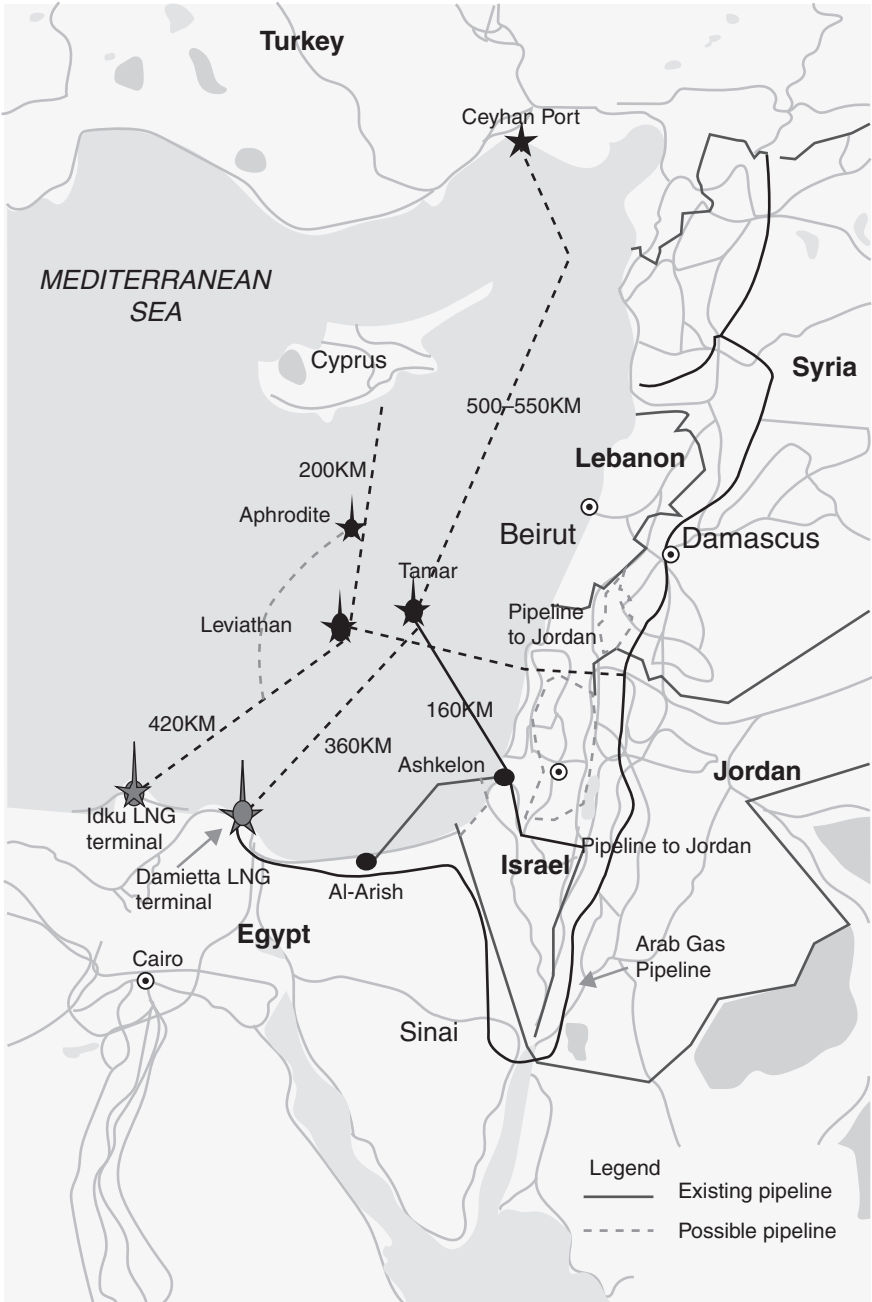 Turkey
Ceyhan Port
MEDITERRANEAN
SEA
Cyprus
Syria
500–550KM
Lebanon
200KM
Aphrodite
Beirut
Damascus
Tamar
Leviathan
Pipeline
to Jordan
160KM
420KM
360KM
Ashkelon
Jordan
Idku LNG
terminal
Israel
Pipeline to Jordan
Damietta LNG
terminal
Al-Arish
Egypt
Arab Gas
Pipeline
Cairo
Sinai
Legend
Existing pipeline
Possible pipeline